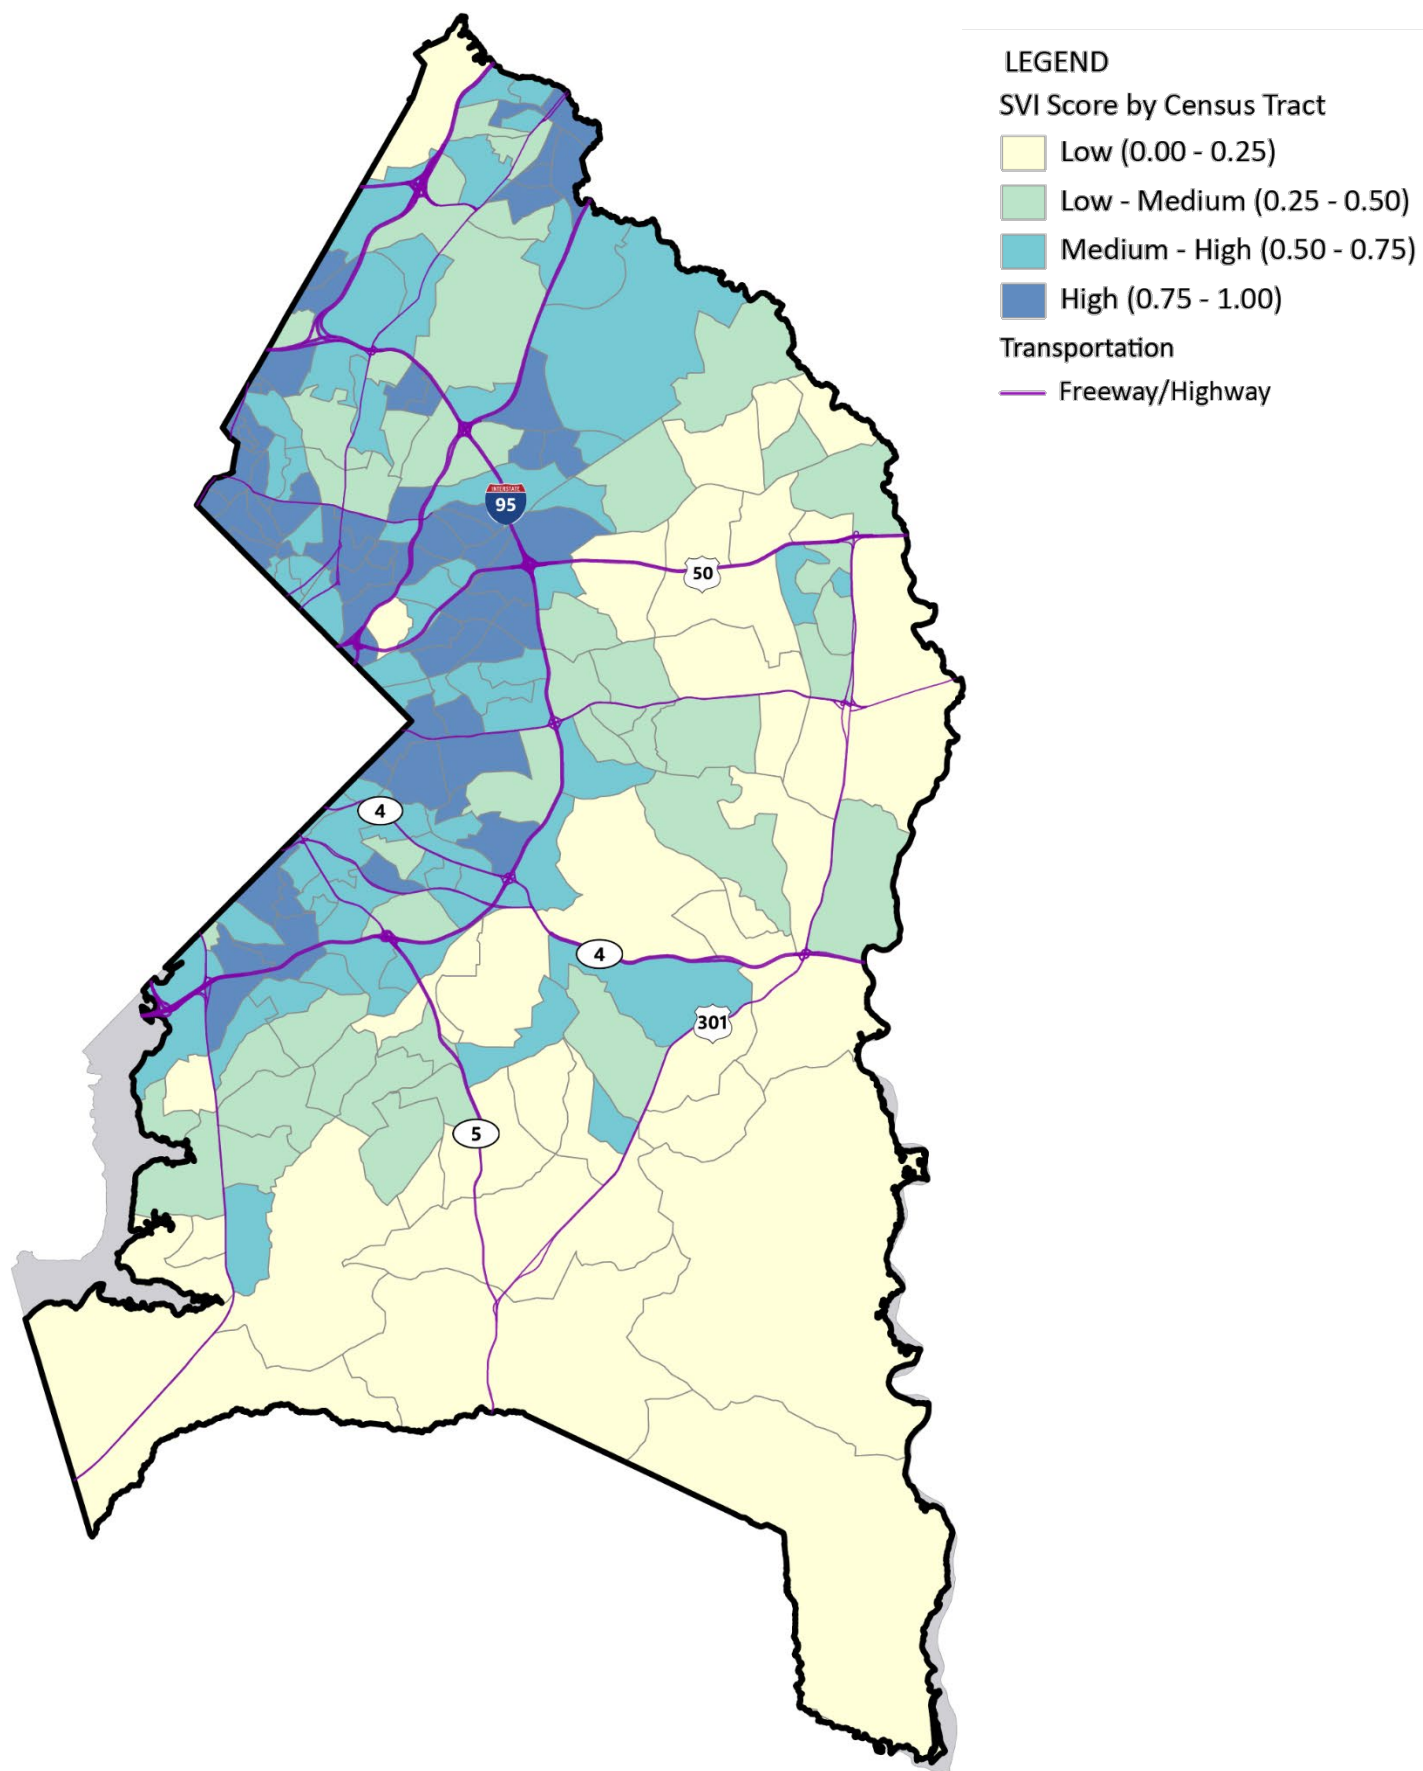 LEGEND
SVI Score by Census Tract
Low (0.00 - 0.25)
Low - Medium (0.25 - 0.50)
Medium - High (0.50 - 0.75)
High (0.75 - 1.00)
Transportation
Freeway/Highway
INTERSTATE
95
50
4
4
301
5